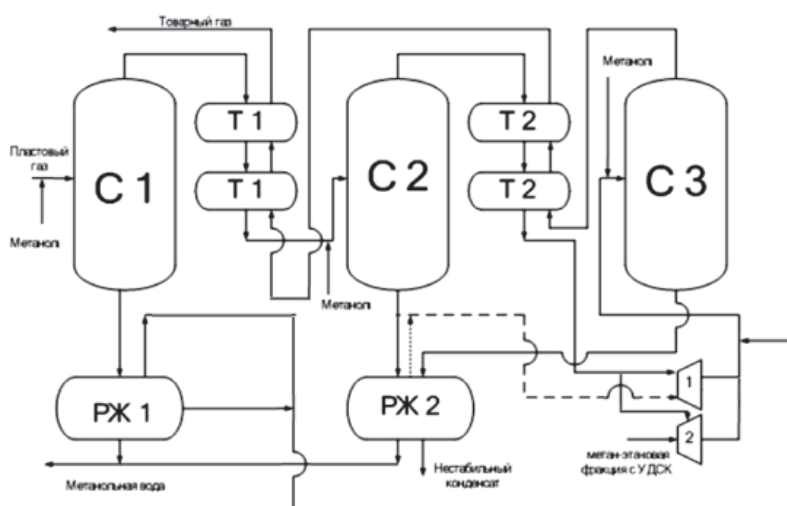 Товарный газ
Метанол
Т 1
Т 2
Пластовый
газ
С 1
Т 1
С 2
Т 2
С 3
Метанол
Метанол
РЖ 1
РЖ 2
1
2
Метанольная вода
Нестабильный
конденсат
метан-этановая
фракция с УДСК